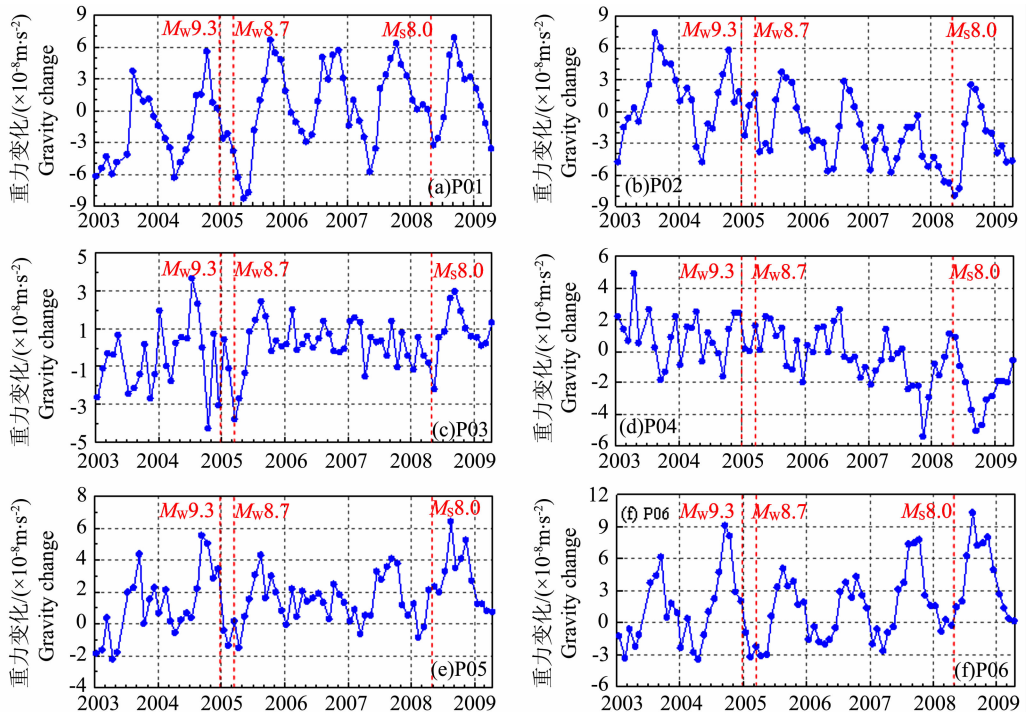 重力变化/(×10⁻⁸m·s⁻²)
Gravity change
9
6
3
0
-3
-6
-9
Mw9.3
Mw8.7
Ms8.0
(a)P01
2003 2004 2005 2006 2007 2008 2009
重力变化/(×10⁻⁸m·s⁻²)
Gravity change
9
6
3
0
-3
-6
-9
Mw9.3
Mw8.7
Ms8.0
(b)P02
2003 2004 2005 2006 2007 2008 2009
重力变化/(×10⁻⁸m·s⁻²)
Gravity change
5
3
1
-1
-3
-5
Mw9.3
Mw8.7
Ms8.0
(c)P03
2003 2004 2005 2006 2007 2008 2009
重力变化/(×10⁻⁸m·s⁻²)
Gravity change
6
4
2
0
-2
-4
-6
Mw9.3
Mw8.7
Ms8.0
(d)P04
2003 2004 2005 2006 2007 2008 2009
重力变化/(×10⁻⁸m·s⁻²)
Gravity change
8
6
4
2
0
-2
-4
Mw9.3
Mw8.7
Ms8.0
(e)P05
2003 2004 2005 2006 2007 2008 2009
重力变化/(×10⁻⁸m·s⁻²)
Gravity change
12
9
6
3
0
-3
-6
(f) P06
Mw9.3
Mw8.7
Ms8.0
(f)P06
2003 2004 2005 2006 2007 2008 2009